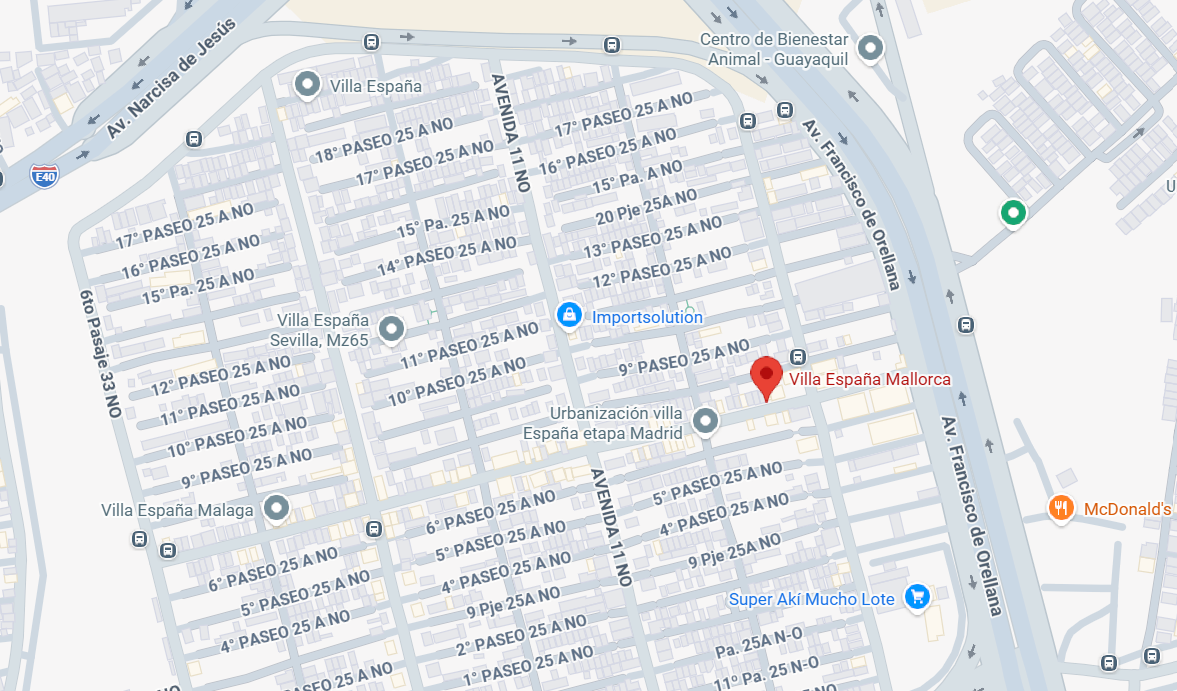 Centro de Bienestar
Animal - Guayaquil
Av. Narcisa de Jesús
Villa España
E40
AVENIDA 11 NO
17° PASEO 25 A NO
18° PASEO 25 A NO
16° PASEO 25 A NO
17° PASEO 25 A NO
15° Pa. A NO
Av. Francisco de Orellana
20 Pje 25A NO
15° Pa. 25 A NO
17° PASEO 25 A NO
13° PASEO 25 A NO
14° PASEO 25 A NO
16° PASEO 25 A NO
12° PASEO 25 A NO
15° Pa. 25 A NO
6to Pasaje 33 NO
Villa España
Sevilla, Mz65
Importsolution
11° PASEO 25 A NO
9° PASEO 25 A NO
12° PASEO 25 A NO
10° PASEO 25 A NO
Villa España Mallorca
11° PASEO 25 A NO
Urbanización villa
España etapa Madrid
10° PASEO 25 A NO
9° PASEO 25 A NO
Av. Francisco de Orellana
AVENIDA 11 NO
5° PASEO 25 A NO
Villa España Malaga
6° PASEO 25 A NO
4° PASEO 25 A NO
McDonald's
5° PASEO 25 A NO
9 Pje 25A NO
6° PASEO 25 A NO
4° PASEO 25 A NO
5° PASEO 25 A NO
9 Pje 25A NO
Super Akí Mucho Lote
4° PASEO 25 A NO
2° PASEO 25 A NO
Pa. 25A N-O
1° PASEO 25 A NO
11º Pa. 25 N-O